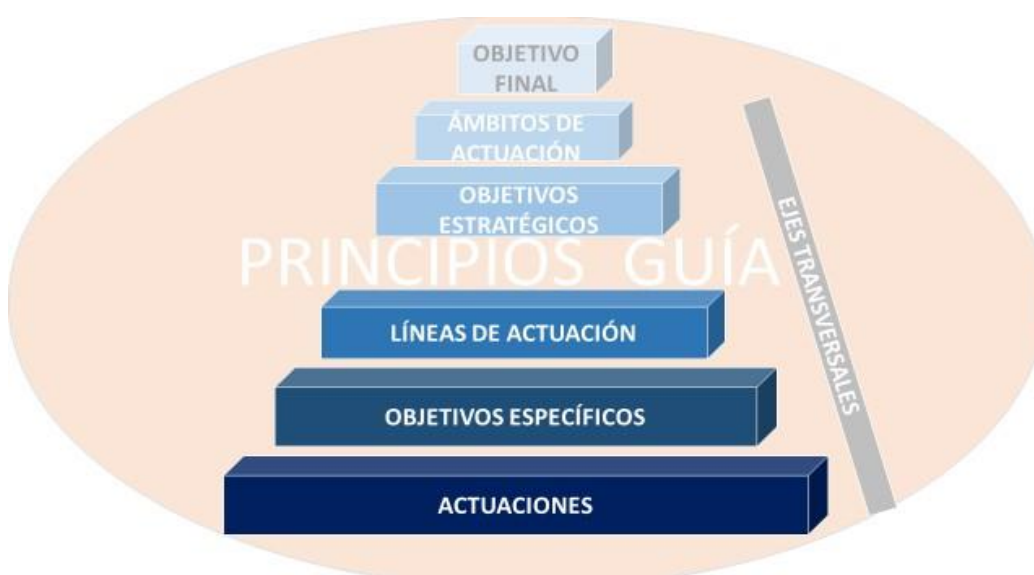 OBJETIVO
FINAL
ÁMBITOS DE
ACTUACIÓN
OBJETIVOS
ESTRATÉGICOS
PRINCIPIOS GUÍA
EJES TRANSVERSALES
LÍNEAS DE ACTUACIÓN
OBJETIVOS ESPECÍFICOS
ACTUACIONES